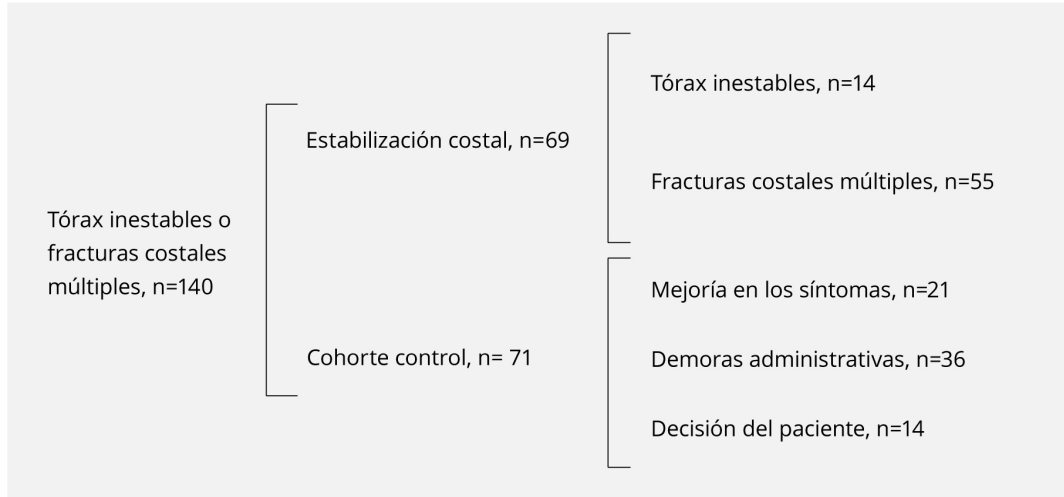 Tórax inestables o
fracturas costales
múltiples, n=140
Estabilización costal, n=69
Cohorte control, n= 71
Tórax inestables, n=14
Fracturas costales múltiples, n=55
Mejoría en los síntomas, n=21
Demoras administrativas, n=36
Decisión del paciente, n=14